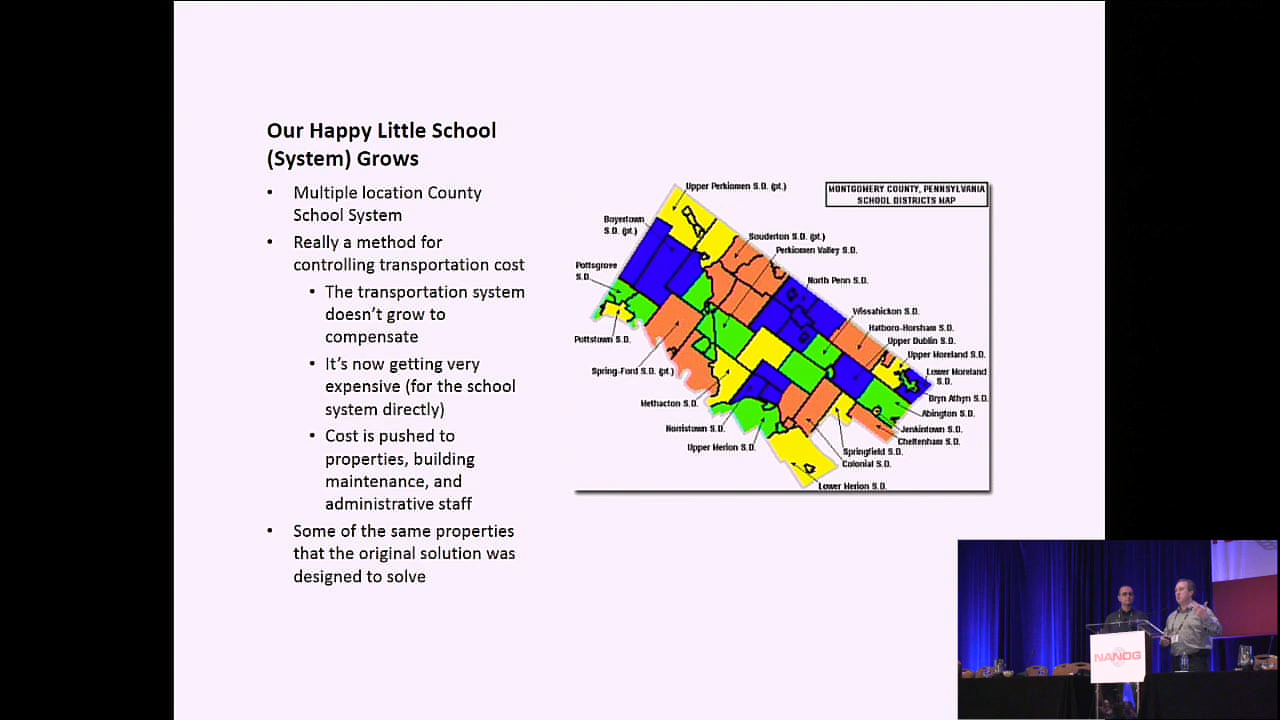 Our Happy Little School
(System) Grows
• Multiple location County
School System
• Really a method for
controlling transportation cost
• The transportation system
doesn't grow to
compensate
• It's now getting very
expensive (for the school
system directly)
• Cost is pushed to
properties, building
maintenance, and
administrative staff
• Some of the same properties
that the original solution was
designed to solve
MONTGOMERY COUNTY, PENNSYLVANIA
SCHOOL DISTRICTS MAP
Upper Perkiomen S.D. (pt.)
Boyertown
S.D. (pt.)
Souderton S.D. (pt.)
Perkiomen Valley S.D.
Pottsgrove
S.D.
North Penn S.D.
Wissahickon S.D.
Hatboro-Horsham S.D.
Upper Dublin S.D.
Pottstown S.D.
Upper Moreland S.D.
Spring-Ford S.D. (pt.)
Lower Moreland
S.D.
Bryn Athyn S.D.
Methacton S.D.
Abington S.D.
Norristown S.D.
Jenkintown S.D.
Cheltenham S.D.
Upper Merion S.D.
Springfield S.D.
Colonial S.D.
Lower Merion S.D.
NANOG